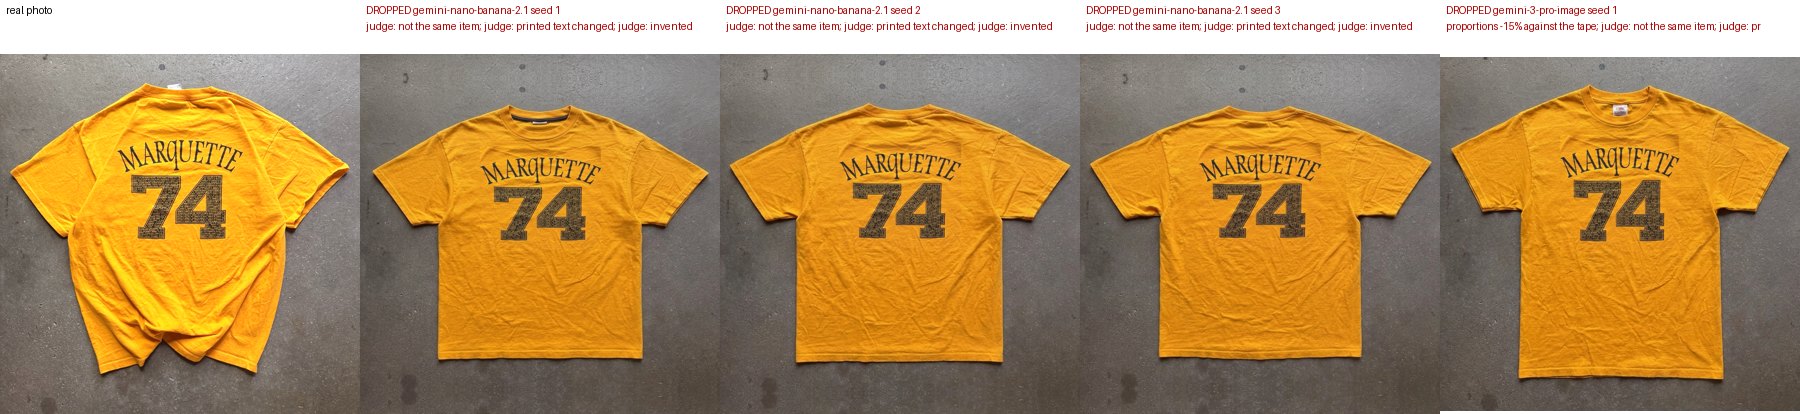 real photo
DROPPED gemini-nano-banana-2.1 seed 1
judge: not the same item; judge: printed text changed; judge: invented
DROPPED gemini-nano-banana-2.1 seed 2
judge: not the same item; judge: printed text changed; judge: invented
DROPPED gemini-nano-banana-2.1 seed 3
judge: not the same item; judge: printed text changed; judge: invented
DROPPED gemini-3-pro-image seed 1
proportions -15% against the tape; judge: not the same item; judge: pr
MARQUETTE
74
MARQUETTE
74
MARQUETTE
74
MARQUETTE
74
MARQUETTE
74